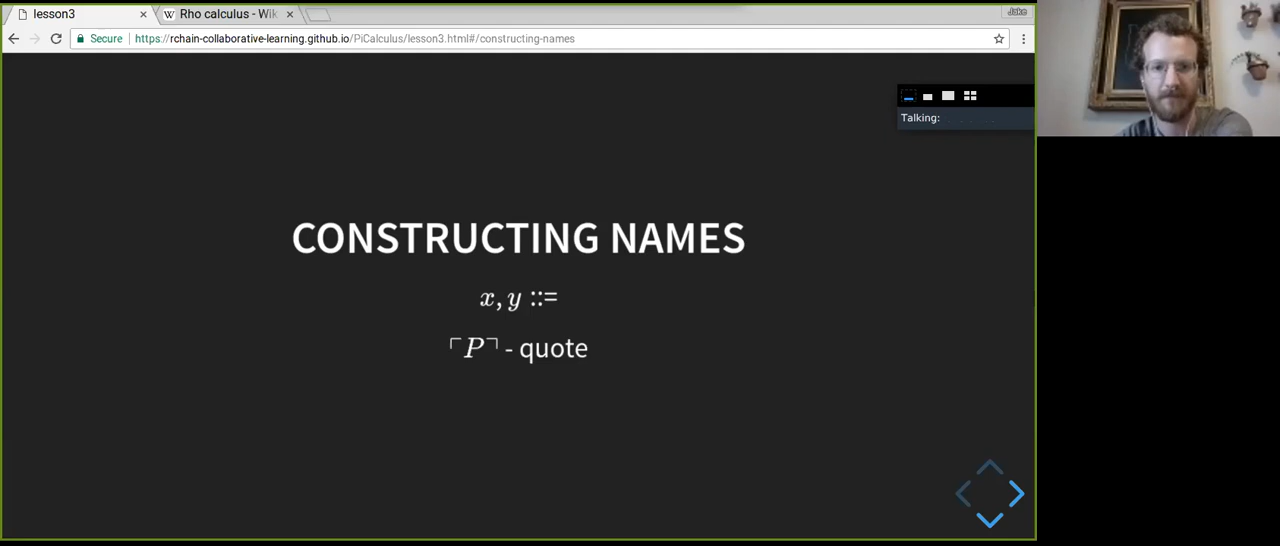 lesson3
Rho calculus - Wik
Jake
Secure
https://rchain-collaborative-learning.github.io/PiCalculus/lesson3.html#/constructing-names
Talking:
CONSTRUCTING NAMES
x, y ::=
⌜P⌝ - quote